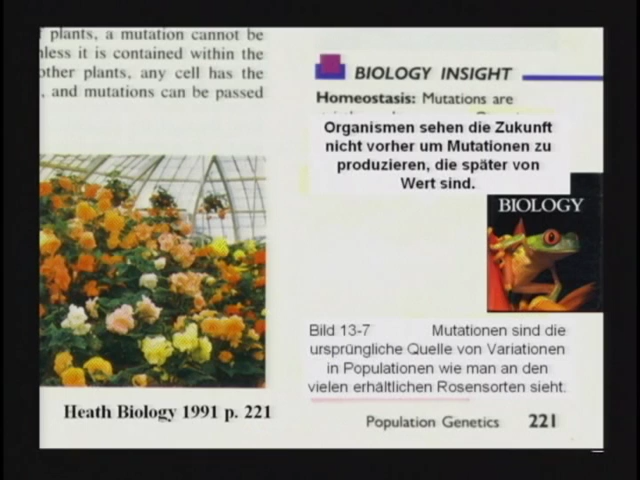 plants, a mutation cannot be
less it is contained within the
other plants, any cell has the
, and mutations can be passed
BIOLOGY INSIGHT
Homeostasis: Mutations are
Organismen sehen die Zukunft
nicht vorher um Mutationen zu
produzieren, die später von
Wert sind.
BIOLOGY
Bild 13-7 Mutationen sind die
ursprüngliche Quelle von Variationen
in Populationen wie man an den
vielen erhältlichen Rosensorten sieht.
Heath Biology 1991 p. 221
Population Genetics 221